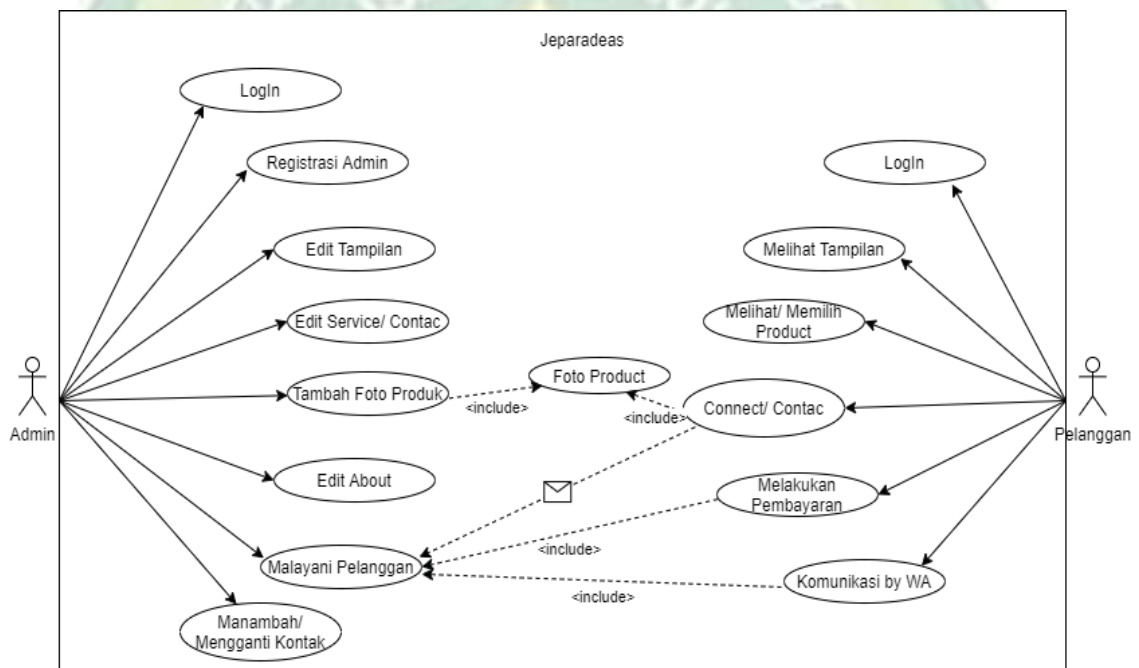 Jeparadeas
LogIn
Registrasi Admin
LogIn
Edit Tampilan
Melihat Tampilan
Edit Service/ Contac
Melihat/ Memilih
Product
Foto Product
Tambah Foto Produk
<include>
<include>
Connect/ Contac
Admin
Pelanggan
Edit About
Melakukan
Pembayaran
<include>
Malayani Pelanggan
Komunikasi by WA
<include>
Manambah/
Mengganti Kontak